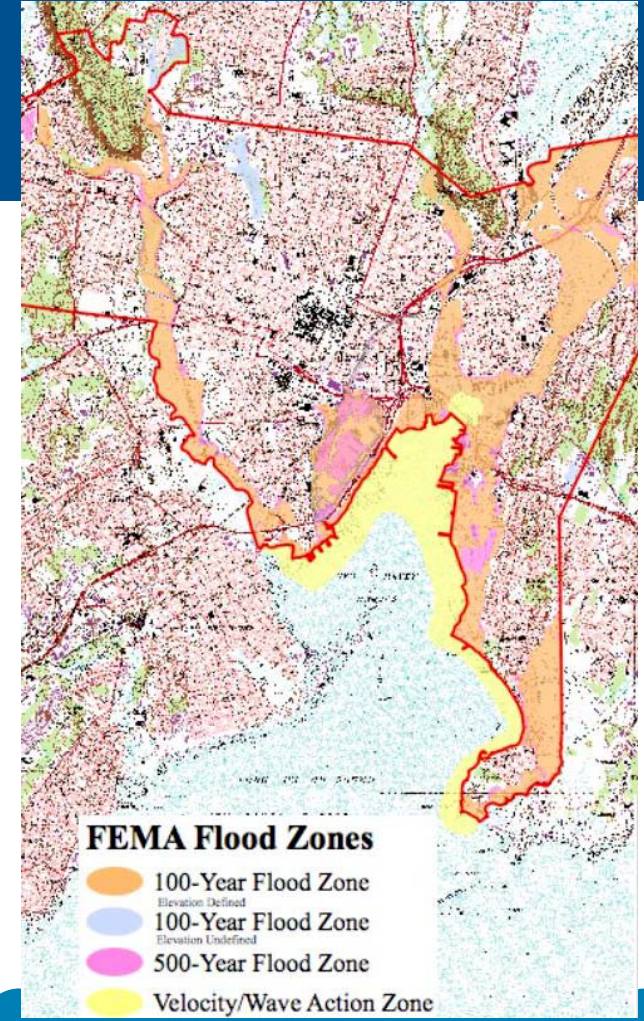 FEMA Flood Zones
100-Year Flood Zone
Elevation Defined
100-Year Flood Zone
Elevation Undefined
500-Year Flood Zone
Velocity/Wave Action Zone